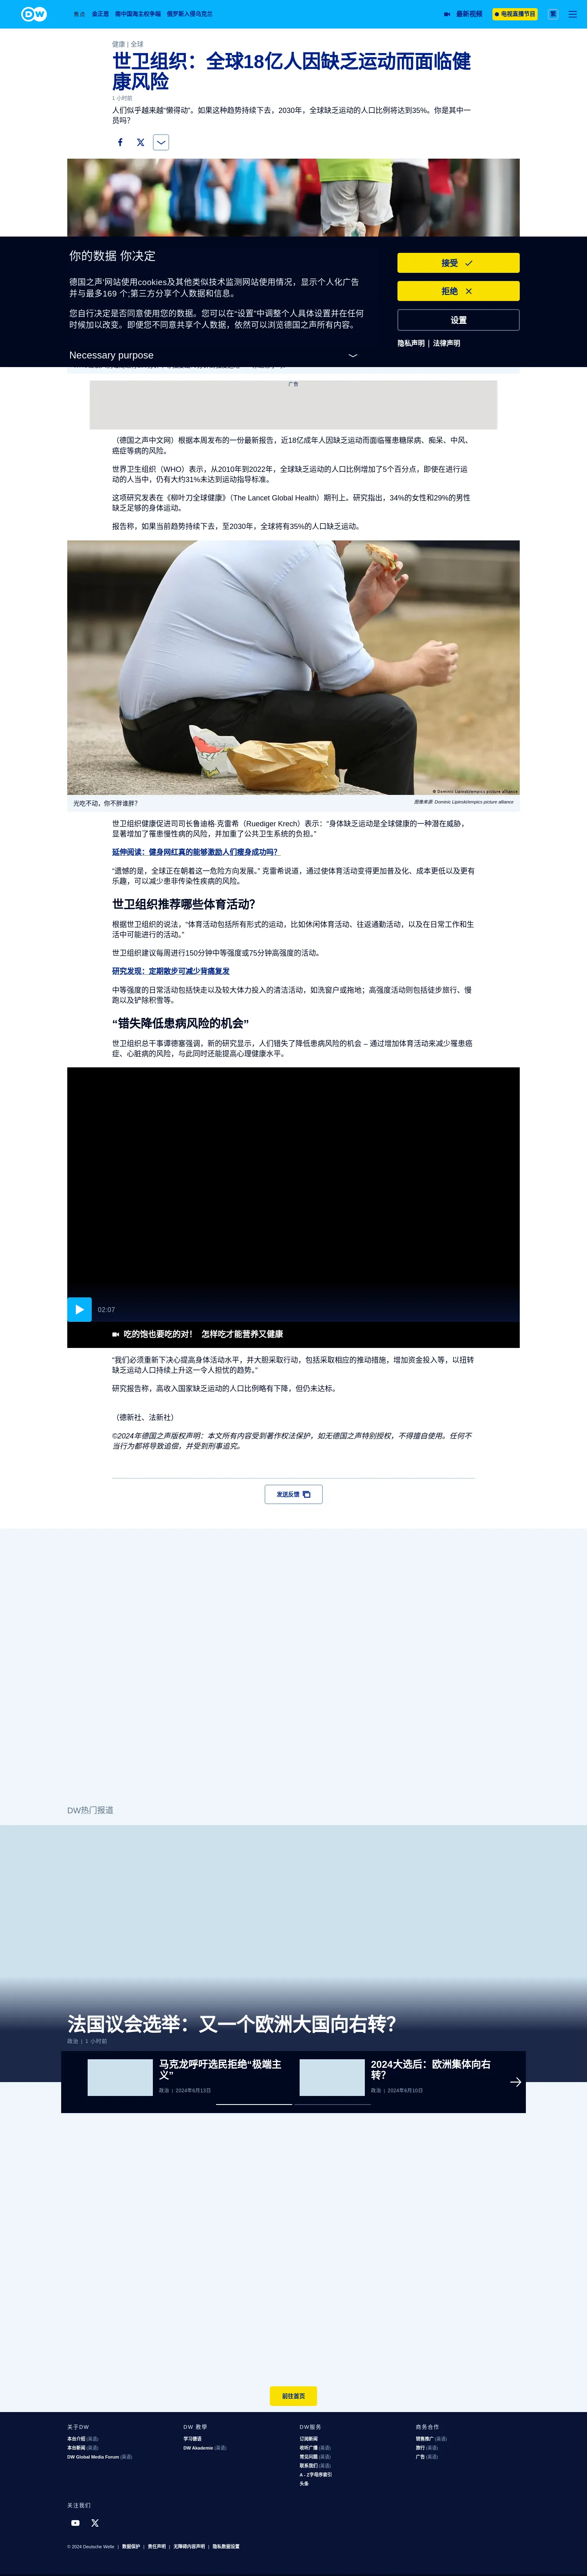 DW
焦点
金正恩
南中国海主权争端
俄罗斯入侵乌克兰
最新视频
电视直播节目
繁
健康 | 全球
世卫组织：全球18亿人因缺乏运动而面临健
康风险
1 小时前
人们似乎越来越“懒得动”。如果这种趋势持续下去，2030年，全球缺乏运动的人口比例将达到35%。你是其中一
员吗?
你的数据 你决定
德国之声'网站使用cookies及其他类似技术监测网站使用情况，显示个人化广告
并与最多169 个;第三方分享个人数据和信息。
您自行决定是否同意使用您的数据。您可以在“设置”中调整个人具体设置并在任何
时候加以改变。即便您不同意共享个人数据，依然可以浏览德国之声所有内容。
Necessary purpose
接受
拒绝
设置
隐私声明 | 法律声明
广告
（德国之声中文网）根据本周发布的一份最新报告，近18亿成年人因缺乏运动而面临罹患糖尿病、痴呆、中风、
癌症等病的风险。
世界卫生组织（WHO）表示，从2010年到2022年，全球缺乏运动的人口比例增加了5个百分点，即使在进行运
动的人当中，仍有大约31%未达到运动指导标准。
这项研究发表在《柳叶刀全球健康》（The Lancet Global Health）期刊上。研究指出，34%的女性和29%的男性
缺乏足够的身体运动。
报告称，如果当前趋势持续下去，至2030年，全球将有35%的人口缺乏运动。
© Dominic Lipinski/empics picture alliance
光吃不动，你不胖谁胖？
图像来源: Dominic Lipinski/empics picture alliance
世卫组织健康促进司司长鲁迪格·克雷希（Ruediger Krech）表示：“身体缺乏运动是全球健康的一种潜在威胁，
显著增加了罹患慢性病的风险，并加重了公共卫生系统的负担。”
延伸阅读：健身网红真的能够激励人们瘦身成功吗？
“遗憾的是，全球正在朝着这一危险方向发展。” 克雷希说道，通过使体育活动变得更加普及化、成本更低以及更有
乐趣，可以减少患非传染性疾病的风险。
世卫组织推荐哪些体育活动？
根据世卫组织的说法，“体育活动包括所有形式的运动，比如休闲体育活动、往返通勤活动，以及在日常工作和生
活中可能进行的活动。”
世卫组织建议每周进行150分钟中等强度或75分钟高强度的活动。
研究发现：定期散步可减少背痛复发
中等强度的日常活动包括快走以及较大体力投入的清洁活动，如洗窗户或拖地；高强度活动则包括徒步旅行、慢
跑以及铲除积雪等。
“错失降低患病风险的机会”
世卫组织总干事谭德塞强调，新的研究显示，人们错失了降低患病风险的机会 – 通过增加体育活动来减少罹患癌
症、心脏病的风险，与此同时还能提高心理健康水平。
02:07
吃的饱也要吃的对！ 怎样吃才能营养又健康
“我们必须重新下决心提高身体活动水平，并大胆采取行动，包括采取相应的推动措施，增加资金投入等，以扭转
缺乏运动人口持续上升这一令人担忧的趋势。”
研究报告称，高收入国家缺乏运动的人口比例略有下降，但仍未达标。
（德新社、法新社）
©2024年德国之声版权声明：本文所有内容受到著作权法保护，如无德国之声特别授权，不得擅自使用。任何不
当行为都将导致追偿，并受到刑事追究。
发送反馈
DW热门报道
法国议会选举：又一个欧洲大国向右转？
政治 | 1 小时前
马克龙呼吁选民拒绝“极端主
义”
政治 | 2024年6月13日
2024大选后：欧洲集体向右
转？
政治 | 2024年6月10日
前往首页
关于DW
本台介绍 (英语)
本台新闻 (英语)
DW Global Media Forum (英语)
DW 教學
学习德语
DW Akademie (英语)
DW服务
订阅新闻
收听广播 (英语)
常见问题 (英语)
联系我们 (英语)
A - Z字母序索引
头条
商务合作
销售推广 (英语)
旅行 (英语)
广告 (英语)
关注我们
© 2024 Deutsche Welle | 数据保护 | 责任声明 | 无障碍内容声明 | 隐私数据设置